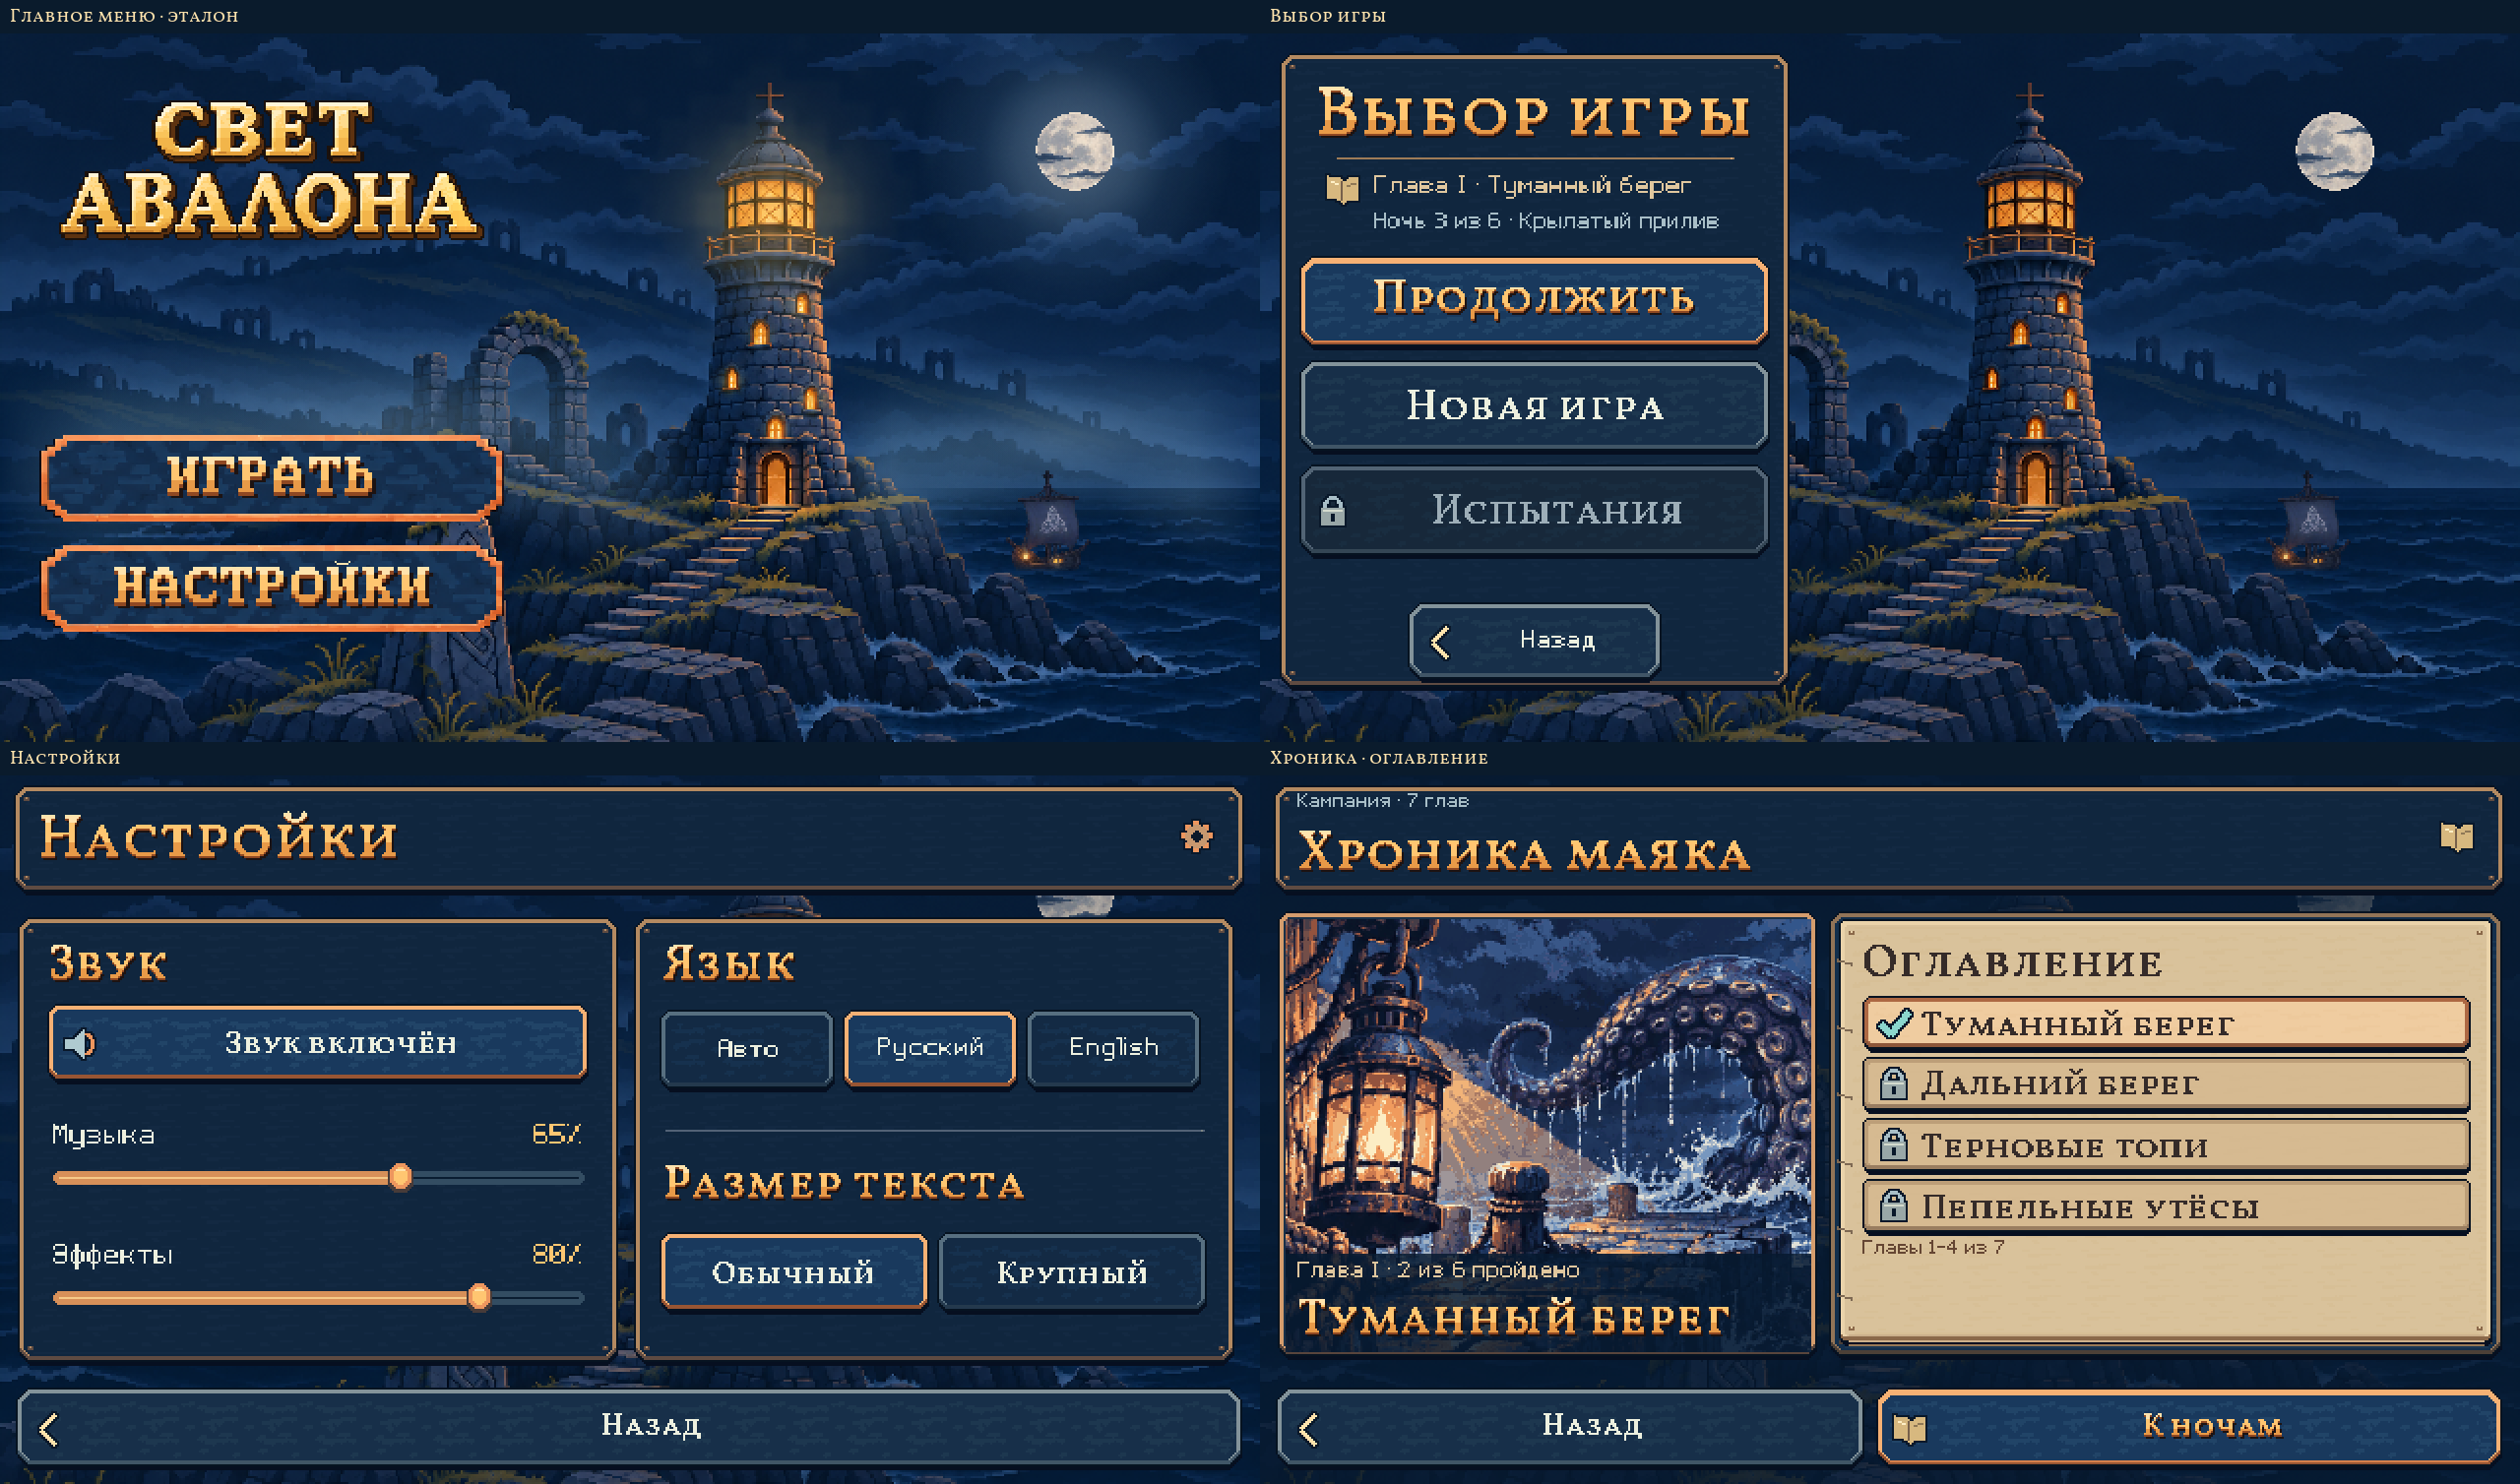 Главное меню · эталон
СВЕТ
АВАЛОНА
ИГРАТЬ
НАСТРОЙКИ
Выбор игры
Выбор игры
Глава I · Туманный берег
Ночь 3 из 6 · Крылатый прилив
Продолжить
Новая игра
Испытания
Назад
Настройки
Настройки
Звук
Звук включён
Музыка 65%
Эффекты 80%
Язык
Авто Русский English
Размер текста
Обычный Крупный
Назад
Хроника · оглавление
Кампания · 7 глав
Хроника маяка
Глава I · 2 из 6 пройдено
Туманный берег
Оглавление
Туманный берег
Дальний берег
Терновые топи
Пепельные утёсы
Главы 1-4 из 7
Назад
К ночам